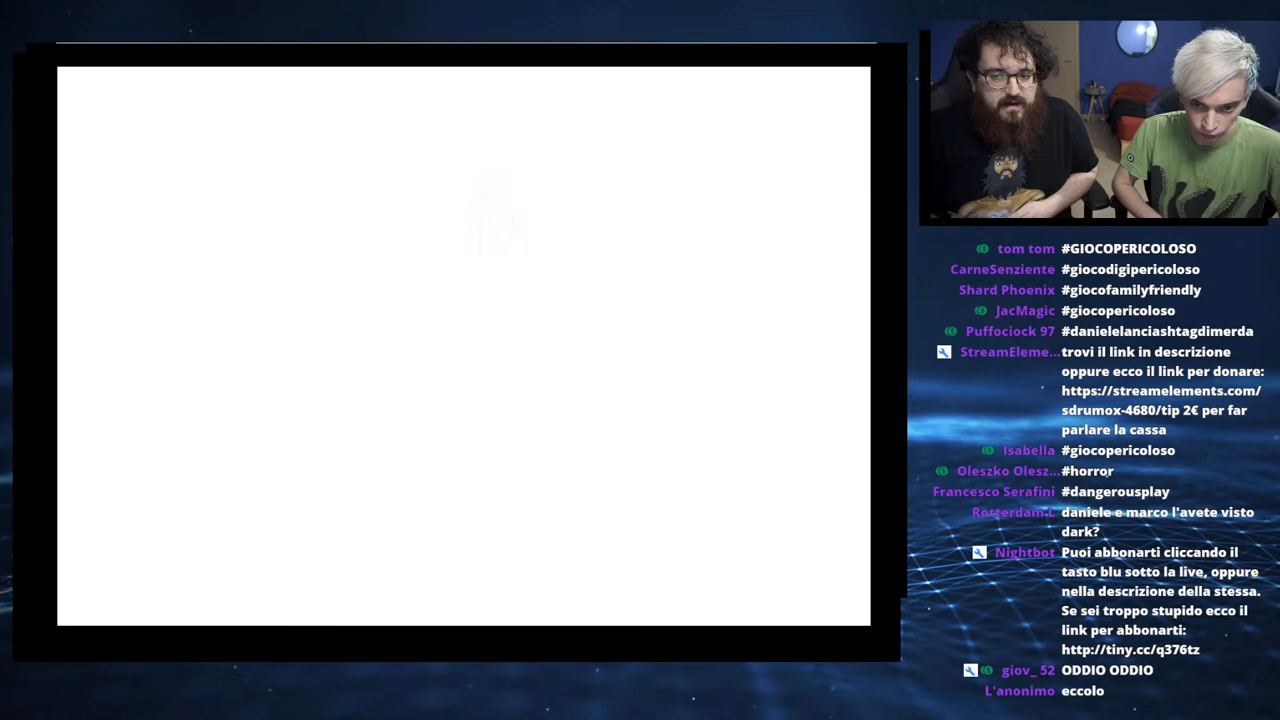 tom tom #GIOCOPERICOLOSO
CarneSenziente #giocodigipericoloso
Shard Phoenix #giocofamilyfriendly
JacMagic #giocopericoloso
Puffociock 97 #danielelanciashtagdimerda
StreamEleme... trovi il link in descrizione
oppure ecco il link per donare:
https://streamelements.com/
sdrumox-4680/tip 2€ per far
parlare la cassa
Isabella #giocopericoloso
Oleszko Olesz... #horror
Francesco Serafini #dangerousplay
Rotterdam L daniele e marco l'avete visto
dark?
Nightbot Puoi abbonarti cliccando il
tasto blu sotto la live, oppure
nella descrizione della stessa.
Se sei troppo stupido ecco il
link per abbonarti:
http://tiny.cc/q376tz
giov_ 52 ODDIO ODDIO
L'anonimo eccolo